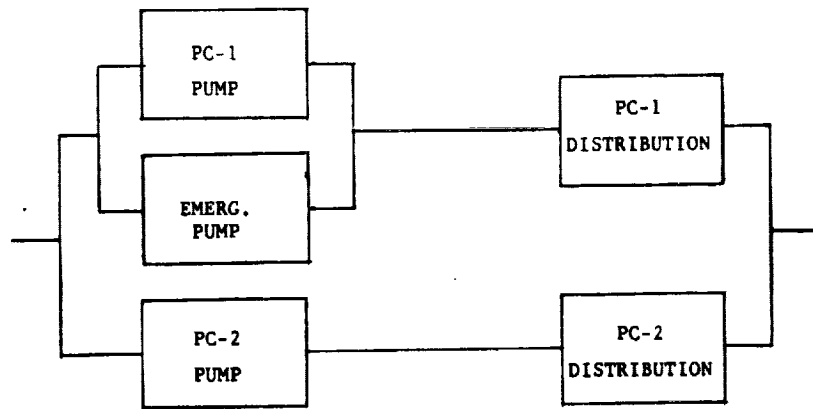 PC-1
PUMP
EMERG.
PUMP
PC-2
PUMP
PC-1
DISTRIBUTION
PC-2
DISTRIBUTION